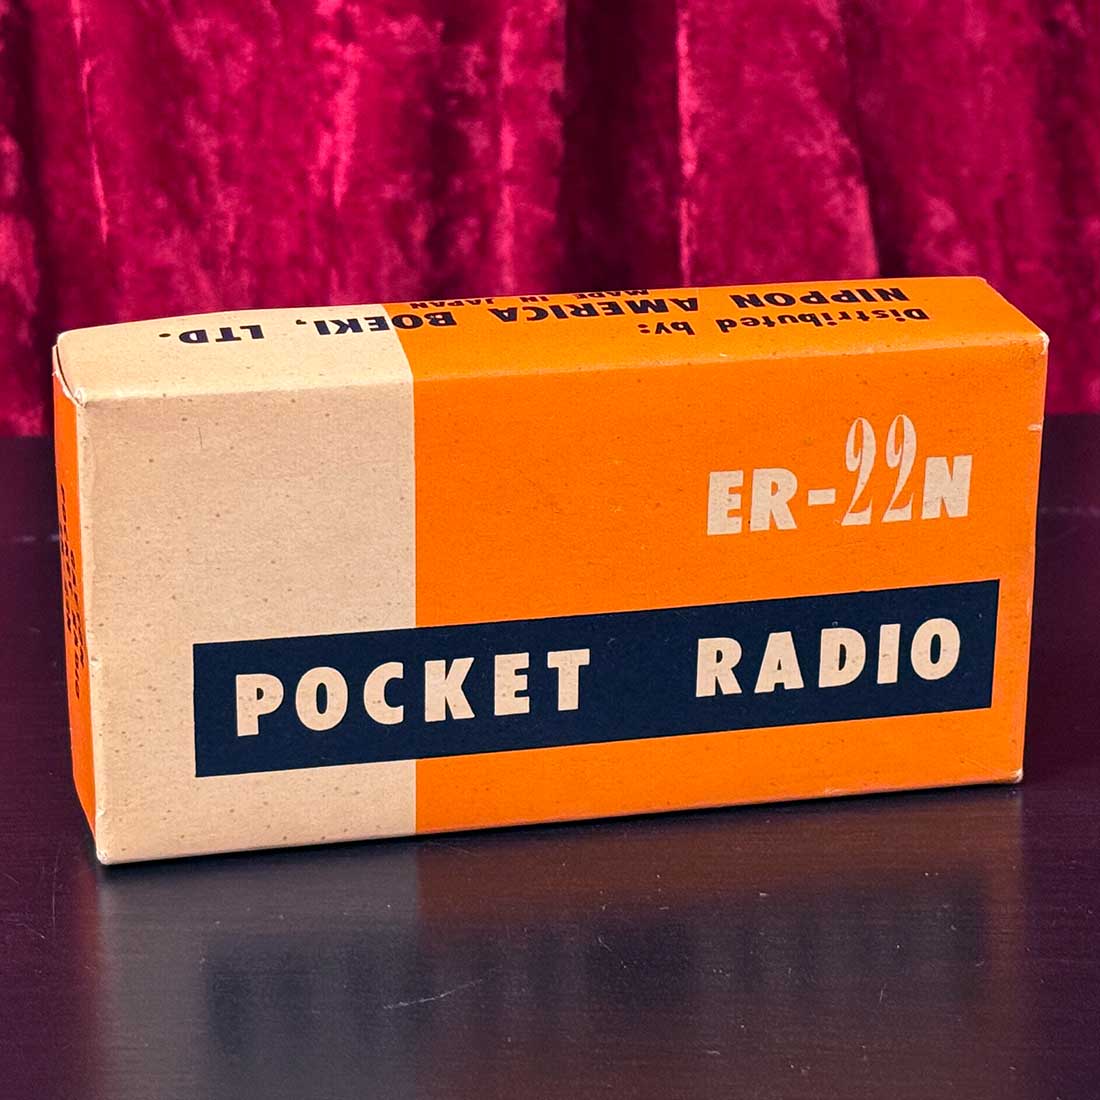 Distributed by:
NIPPON AMERICA BOEKI, LTD.
MADE IN JAPAN
ER-22N
POCKET RADIO